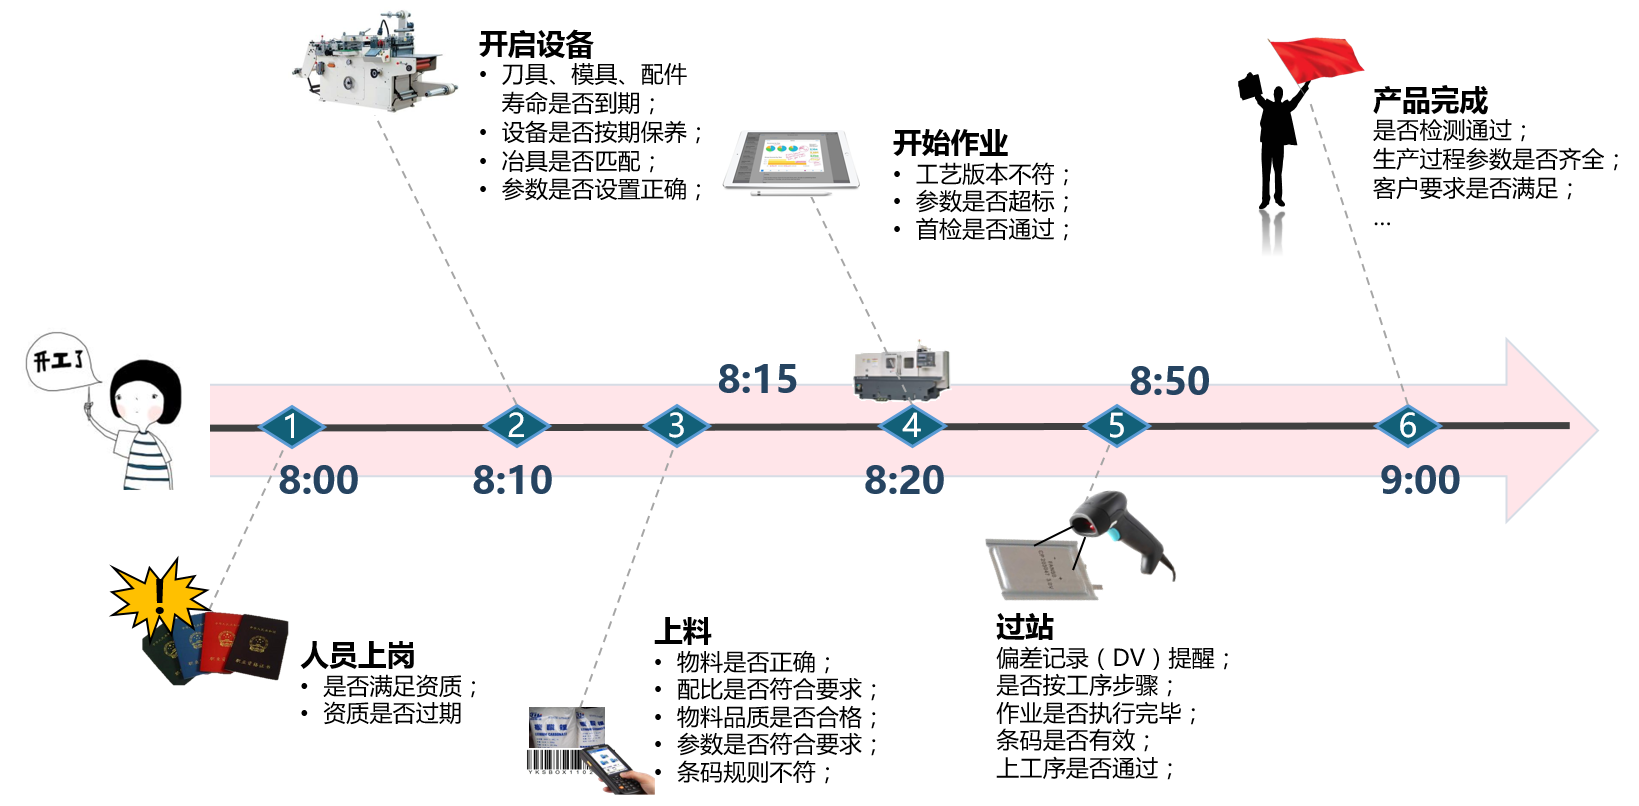 开启设备
• 刀具、模具、配件
寿命是否到期；
• 设备是否按期保养；
• 冶具是否匹配；
• 参数是否设置正确；
开始作业
• 工艺版本不符；
• 参数是否超标；
• 首检是否通过；
产品完成
是否检测通过；
生产过程参数是否齐全；
客户要求是否满足；
...
开工了
8:15
8:50
1
2
3
4
5
6
8:00
8:10
8:20
9:00
!
人员上岗
• 是否满足资质；
• 资质是否过期
上料
• 物料是否正确；
• 配比是否符合要求；
• 物料品质是否合格；
• 参数是否符合要求；
• 条码规则不符；
YKSBOX1102
过站
偏差记录（DV）提醒；
是否按工序步骤；
作业是否执行完毕；
条码是否有效；
上工序是否通过；